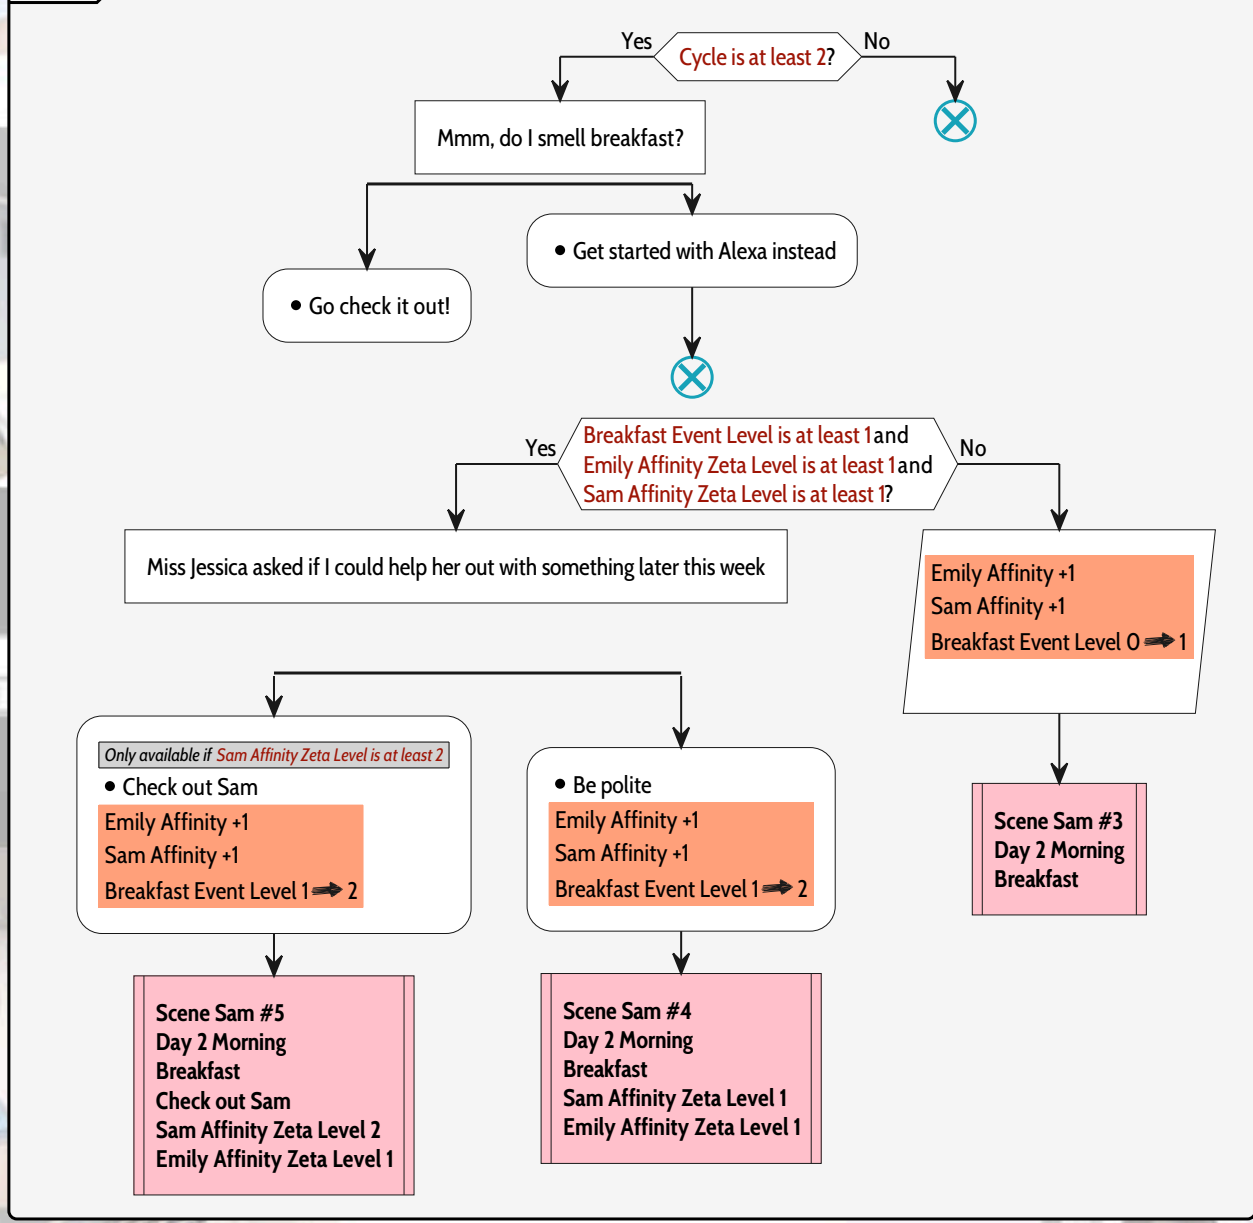 Yes
Cycle is at least 2?
No
Mmm, do I smell breakfast?
• Get started with Alexa instead
• Go check it out!
Yes
Breakfast Event Level is at least 1 and
Emily Affinity Zeta Level is at least 1 and
Sam Affinity Zeta Level is at least 1?
No
Miss Jessica asked if I could help her out with something later this week
Emily Affinity +1
Sam Affinity +1
Breakfast Event Level 0 → 1
Only available if Sam Affinity Zeta Level is at least 2
• Check out Sam
Emily Affinity +1
Sam Affinity +1
Breakfast Event Level 1 → 2
• Be polite
Emily Affinity +1
Sam Affinity +1
Breakfast Event Level 1 → 2
Scene Sam #3
Day 2 Morning
Breakfast
Scene Sam #5
Day 2 Morning
Breakfast
Check out Sam
Sam Affinity Zeta Level 2
Emily Affinity Zeta Level 1
Scene Sam #4
Day 2 Morning
Breakfast
Sam Affinity Zeta Level 1
Emily Affinity Zeta Level 1